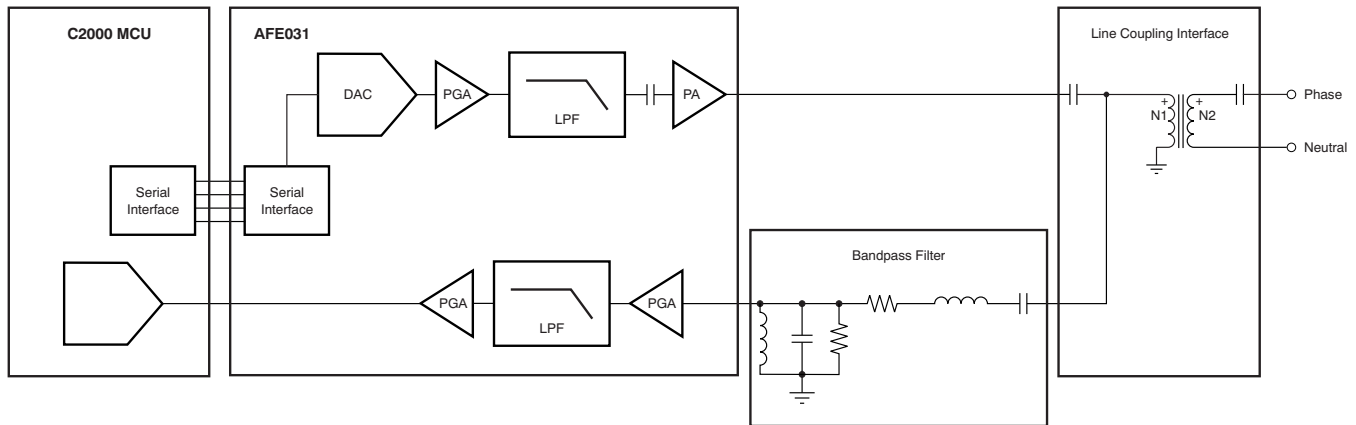 C2000 MCU
AFE031
Line Coupling Interface
DAC
PGA
LPF
PA
+
N1
+
N2
Phase
Neutral
Serial
Interface
Serial
Interface
Bandpass Filter
PGA
LPF
PGA